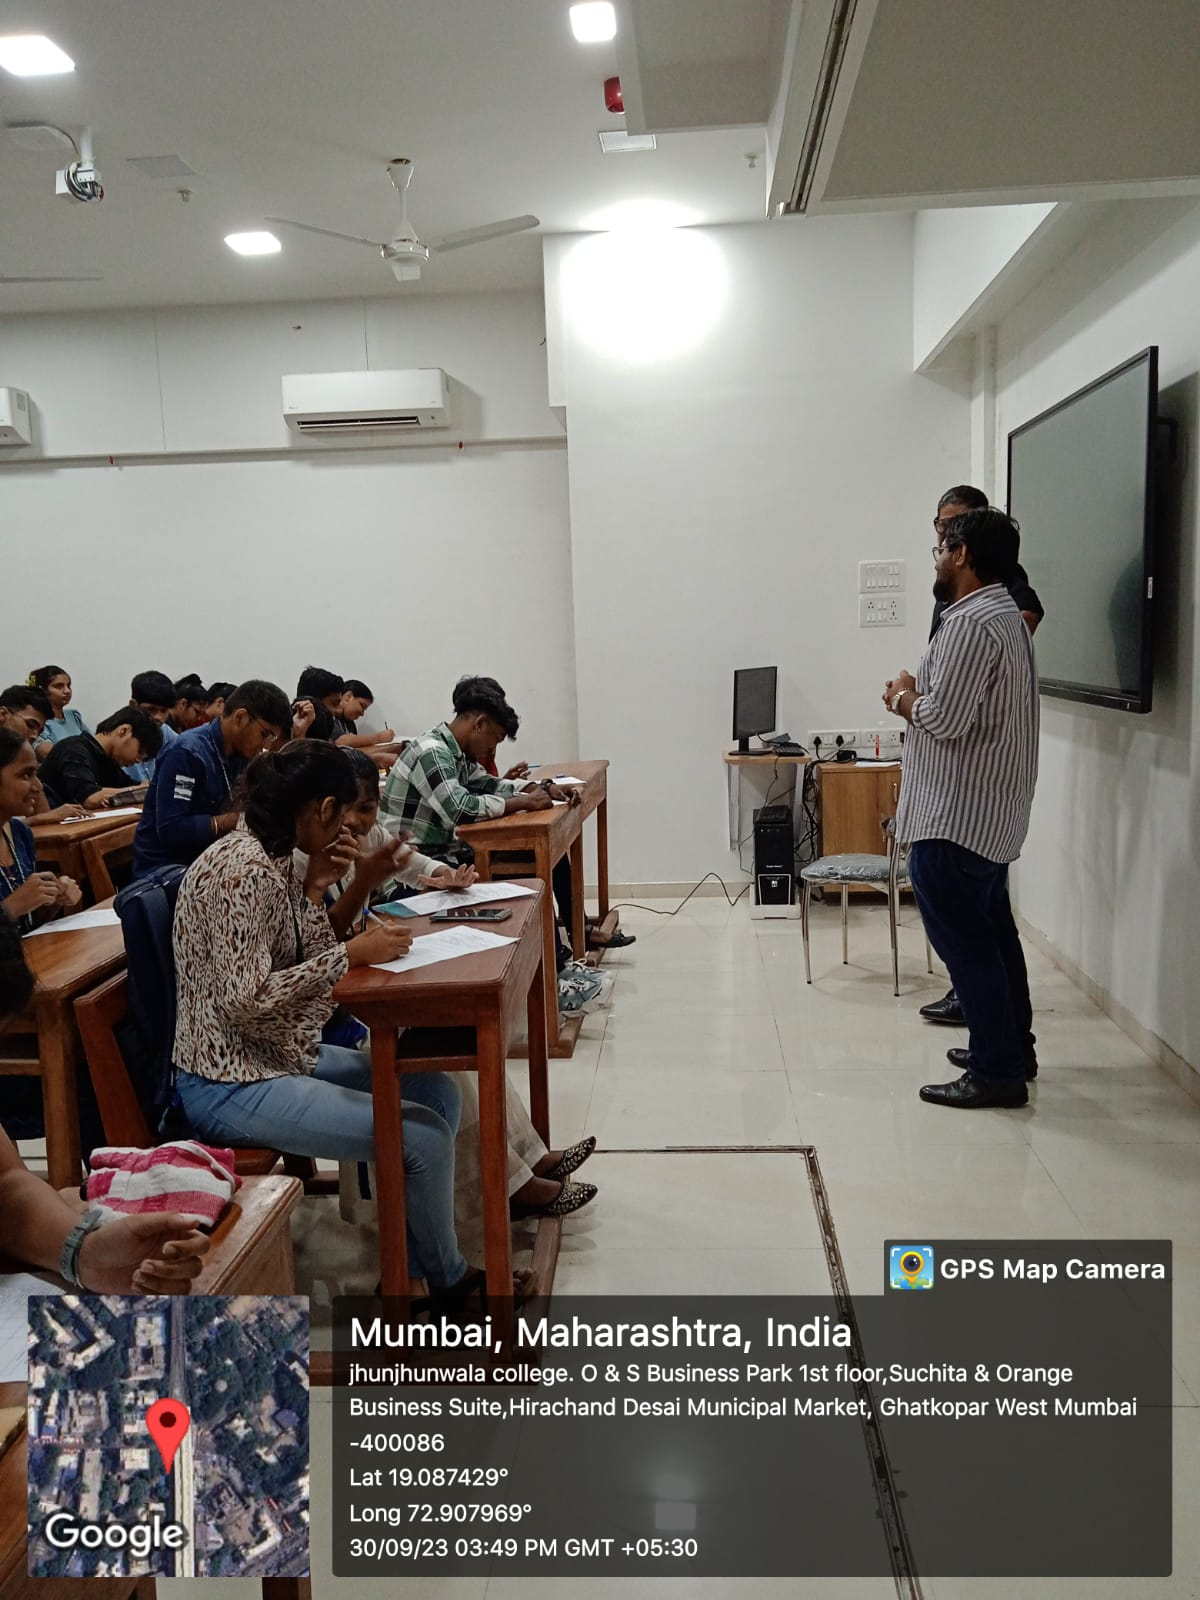 GPS Map Camera
Mumbai, Maharashtra, India
jhunjhunwala college. O & S Business Park 1st floor,Suchita & Orange
Business Suite,Hirachand Desai Municipal Market, Ghatkopar West Mumbai
-400086
Lat 19.087429°
Long 72.907969°
30/09/23 03:49 PM GMT +05:30
Google